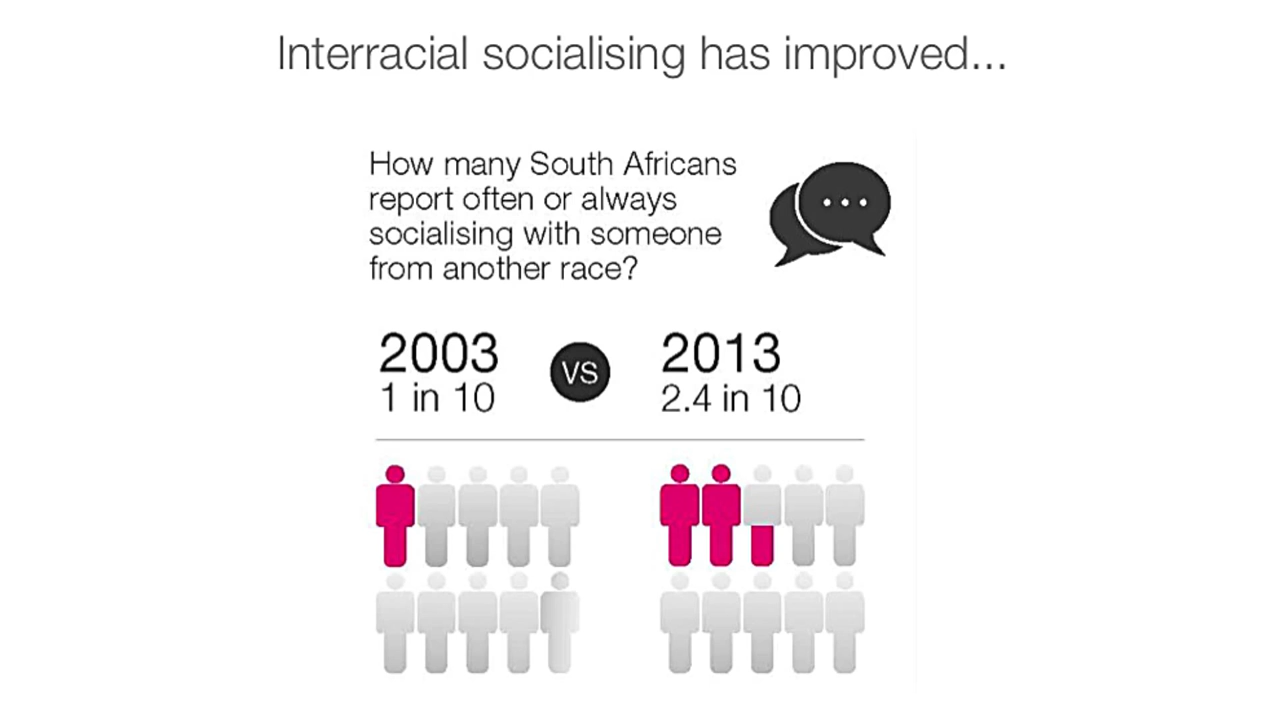 Interracial socialising has improved...
How many South Africans
report often or always
socialising with someone
from another race?
2003
1 in 10
VS
2013
2.4 in 10